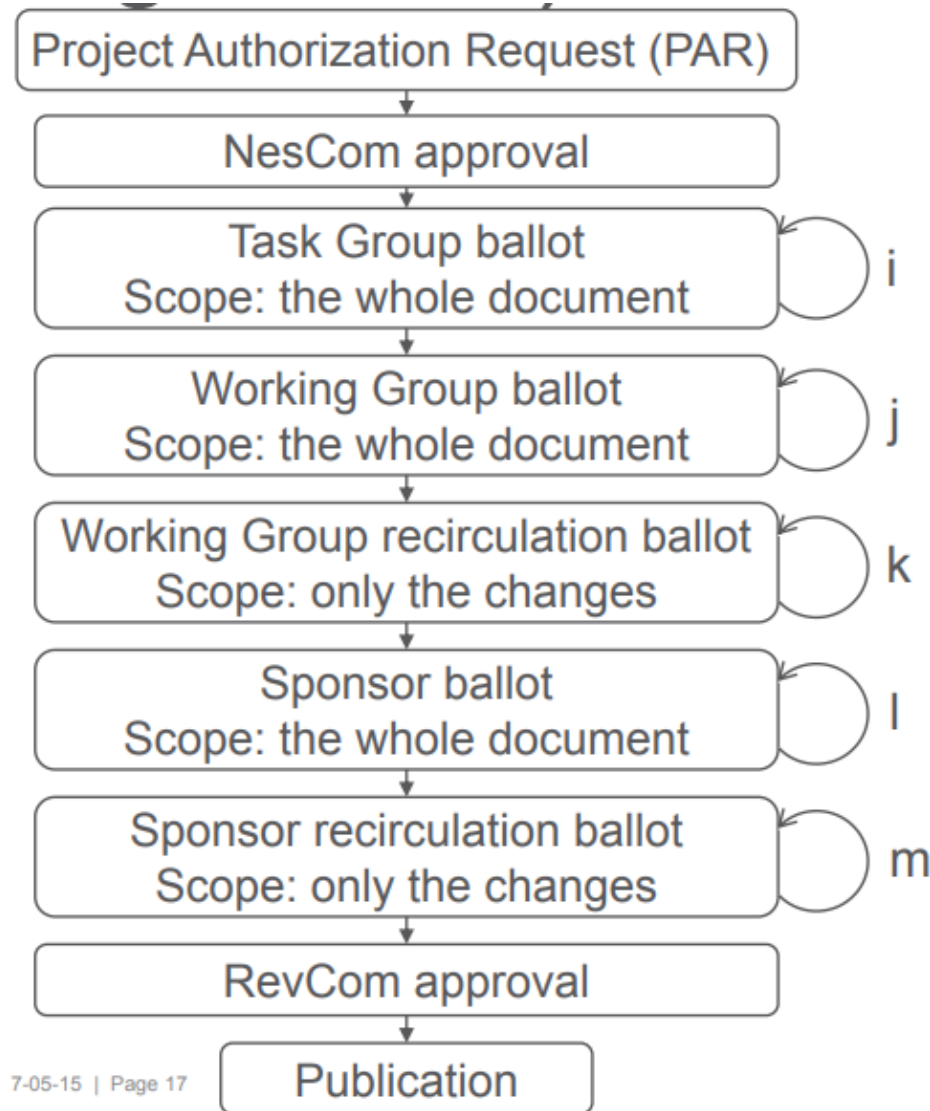 Project Authorization Request (PAR)
NesCom approval
Task Group ballot
Scope: the whole document
i
Working Group ballot
Scope: the whole document
j
Working Group recirculation ballot
Scope: only the changes
k
Sponsor ballot
Scope: the whole document
l
Sponsor recirculation ballot
Scope: only the changes
m
RevCom approval
7-05-15 | Page 17
Publication